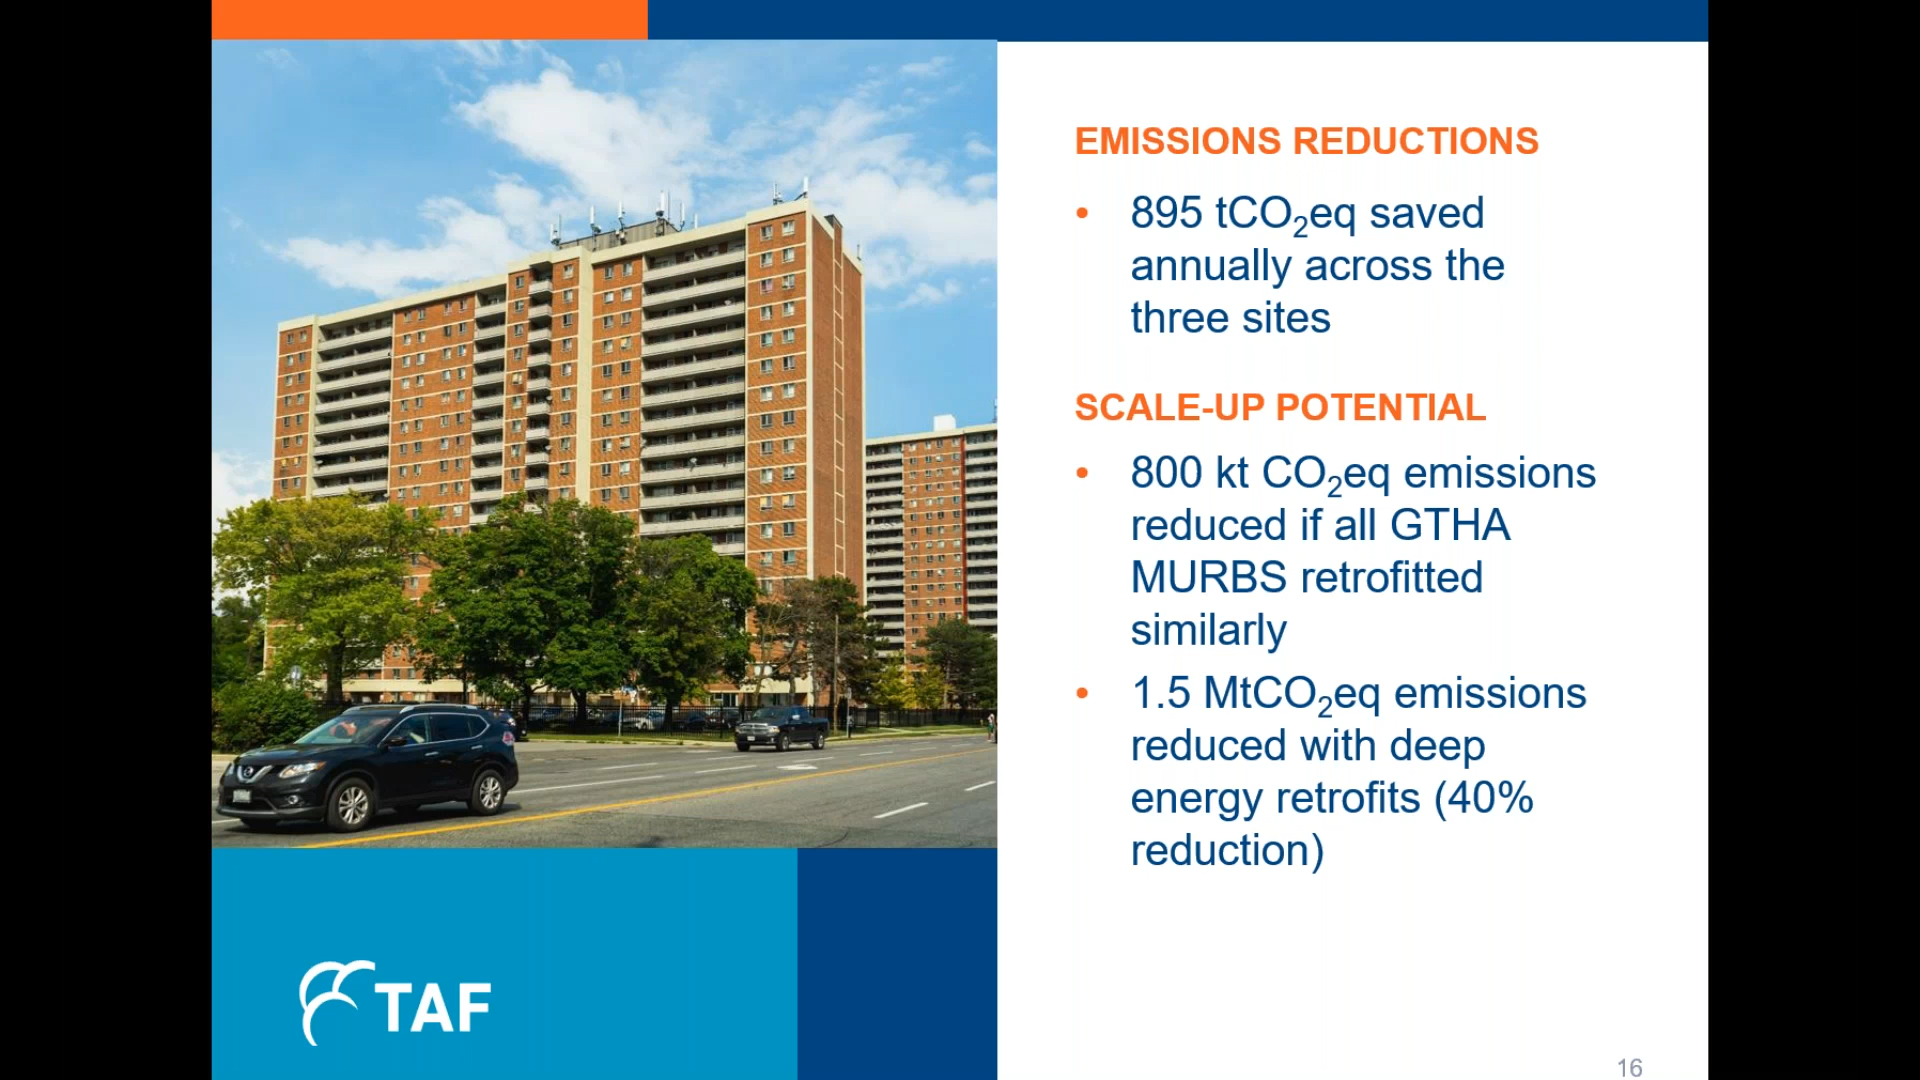 EMISSIONS REDUCTIONS
• 895 tCO₂eq saved
annually across the
three sites
SCALE-UP POTENTIAL
• 800 kt CO₂eq emissions
reduced if all GTHA
MURBS retrofitted
similarly
• 1.5 MtCO₂eq emissions
reduced with deep
energy retrofits (40%
reduction)
TAF
16